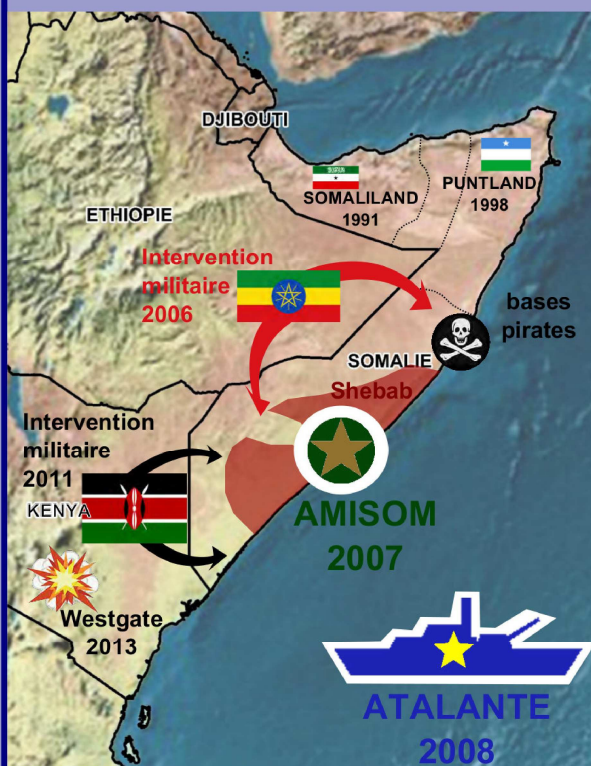 DJIBOUTI
SOMALILAND
1991
PUNTLAND
1998
ETHIOPIE
Intervention
militaire
2006
bases
pirates
SOMALIE
Shebab
Intervention
militaire
2011
KENYA
AMISOM
2007
Westgate
2013
ATALANTE
2008